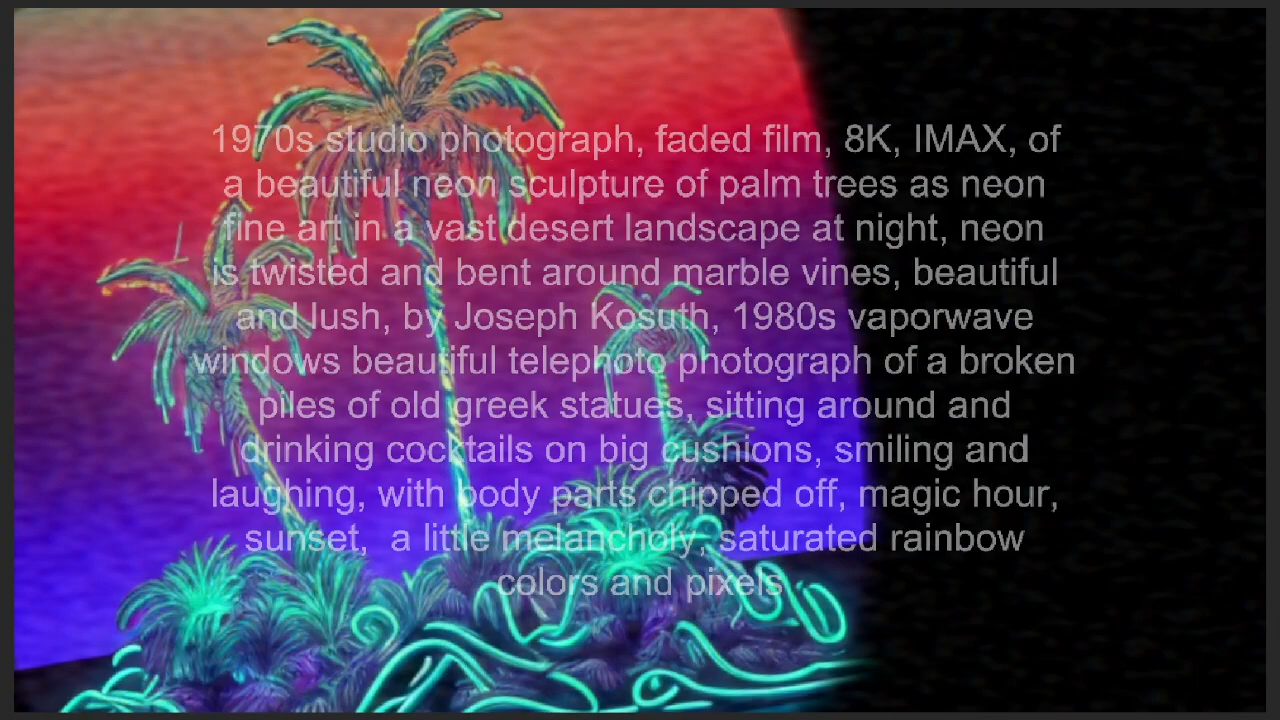 1970s studio photograph, faded film, 8K, IMAX, of
a beautiful neon sculpture of palm trees as neon
fine art in a vast desert landscape at night, neon
is twisted and bent around marble vines, beautiful
and lush, by Joseph Kosuth, 1980s vaporwave
windows beautiful telephoto photograph of a broken
piles of old greek statues, sitting around and
drinking cocktails on big cushions, smiling and
laughing, with body parts chipped off, magic hour,
sunset,  a little melancholy, saturated rainbow
colors and pixels